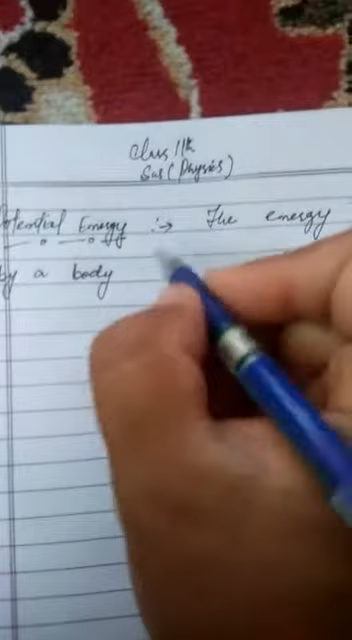 Class 11th
Sub (Physics)
Potential Energy :→ The energy
by a body